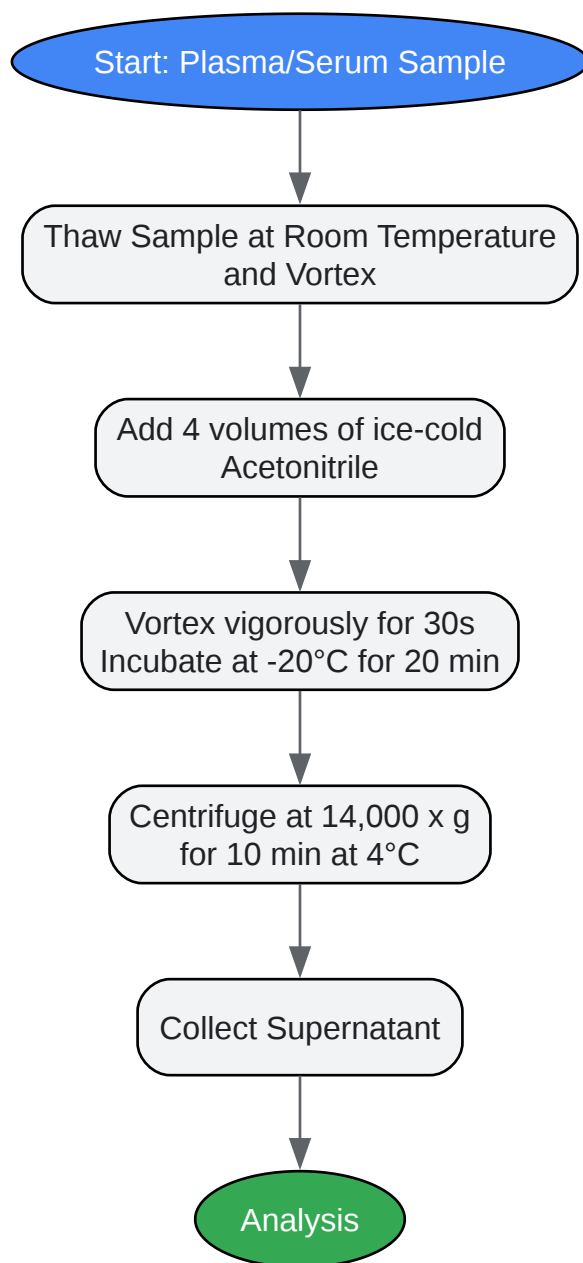 Start: Plasma/Serum Sample
Thaw Sample at Room Temperature
and Vortex
Add 4 volumes of ice-cold
Acetonitrile
Vortex vigorously for 30s
Incubate at -20°C for 20 min
Centrifuge at 14,000 x g
for 10 min at 4°C
Collect Supernatant
Analysis